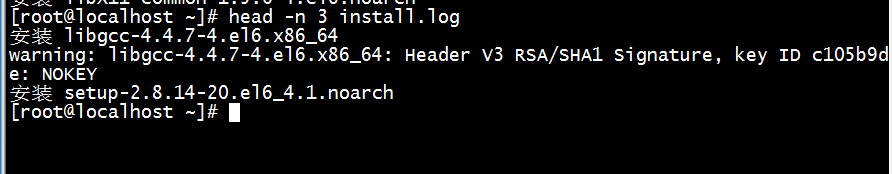 [root@localhost ~]# head -n 3 install.log
安装 libgcc-4.4.7-4.el6.x86_64
warning: libgcc-4.4.7-4.el6.x86_64: Header V3 RSA/SHA1 Signature, key ID c105b9d
e: NOKEY
安装 setup-2.8.14-20.el6_4.1.noarch
[root@localhost ~]#